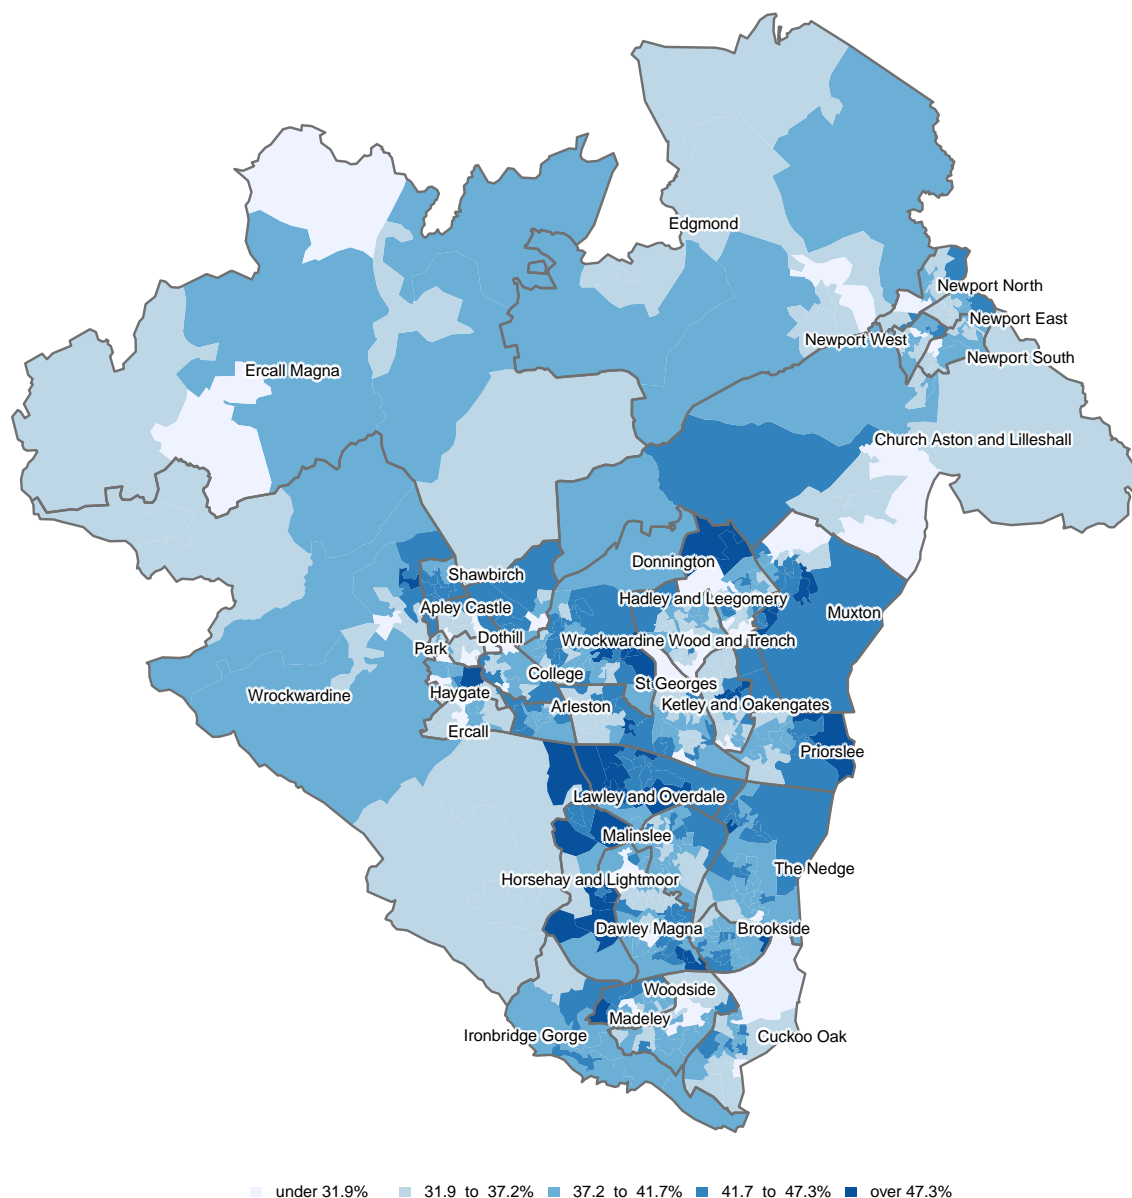 Edgmond
Newport North
Newport East
Newport West
Newport South
Ercall Magna
Church Aston and Lilleshall
Donnington
Shawbirch
Hadley and Leegomery
Apley Castle
Muxton
Dothill
Wrockwardine Wood and Trench
Park
College
St Georges
Wrockwardine
Haygate
Arleston
Ketley and Oakengates
Ercall
Priorslee
Lawley and Overdale
Malinslee
The Nedge
Horsehay and Lightmoor
Dawley Magna
Brookside
Woodside
Madeley
Ironbridge Gorge
Cuckoo Oak
under 31.9% 31.9 to 37.2% 37.2 to 41.7% 41.7 to 47.3% over 47.3%